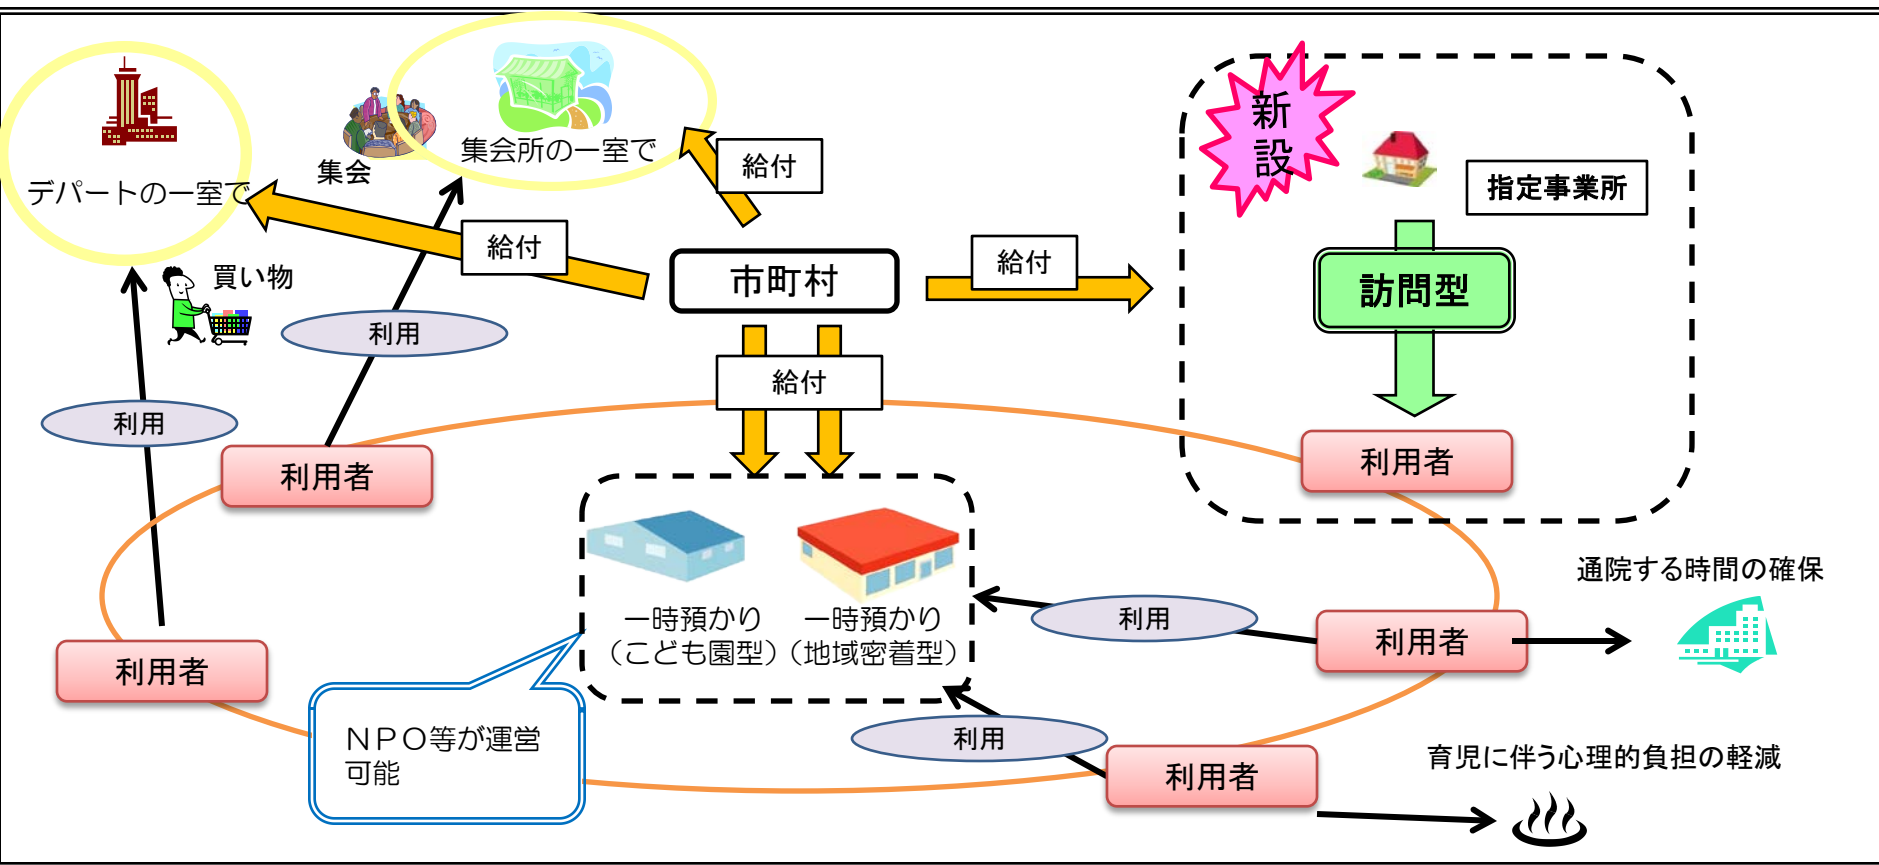 デパートの一室で
集会
集会所の一室で
給付
新
設
指定事業所
給付
買い物
市町村
給付
訪問型
利用
利用
給付
利用者
利用者
利用者
一時預かり
(こども園型)
一時預かり
(地域密着型)
利用
利用者
通院する時間の確保
NPO等が運営
可能
利用
利用者
育児に伴う心理的負担の軽減